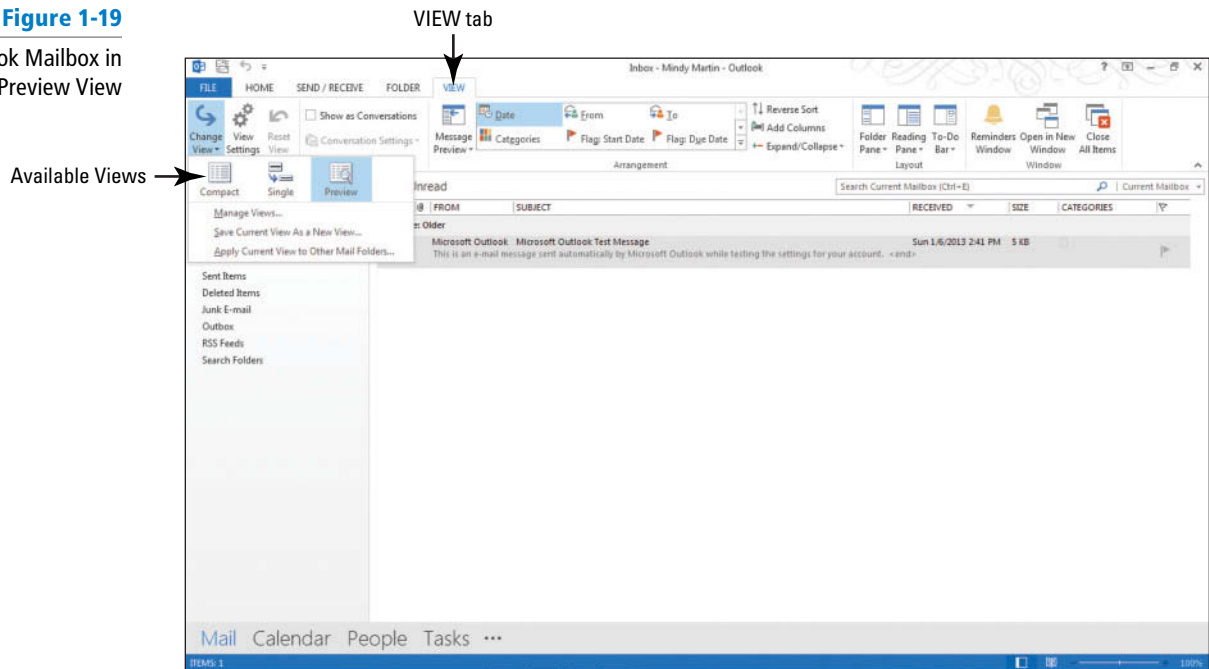 Figure 1-19
ok Mailbox in
Preview View
VIEW tab
Available Views
Inbox - Mindy Martin - Outlook
FILE HOME SEND / RECEIVE FOLDER VIEW
Change View
View Settings
Reset View
Show as Conversations
Conversation Settings
Message Preview
Date
From
To
Categories
Flag: Start Date
Flag: Due Date
Reverse Sort
Add Columns
Expand/Collapse
Arrangement
Folder Pane
Reading Pane
To-Do Bar
Layout
Reminders Window
Open in New Window
Close All Items
Window
Compact Single Preview
Manage Views...
Save Current View As a New View...
Apply Current View to Other Mail Folders...
Unread
Search Current Mailbox (Ctrl+E)
Current Mailbox
FROM SUBJECT RECEIVED SIZE CATEGORIES
e: Older
Microsoft Outlook Microsoft Outlook Test Message Sun 1/6/2013 2:41 PM 5 KB
This is an e-mail message sent automatically by Microsoft Outlook while testing the settings for your account. <end>
Sent Items
Deleted Items
Junk E-mail
Outbox
RSS Feeds
Search Folders
Mail Calendar People Tasks •••
ITEMS: 1
100%